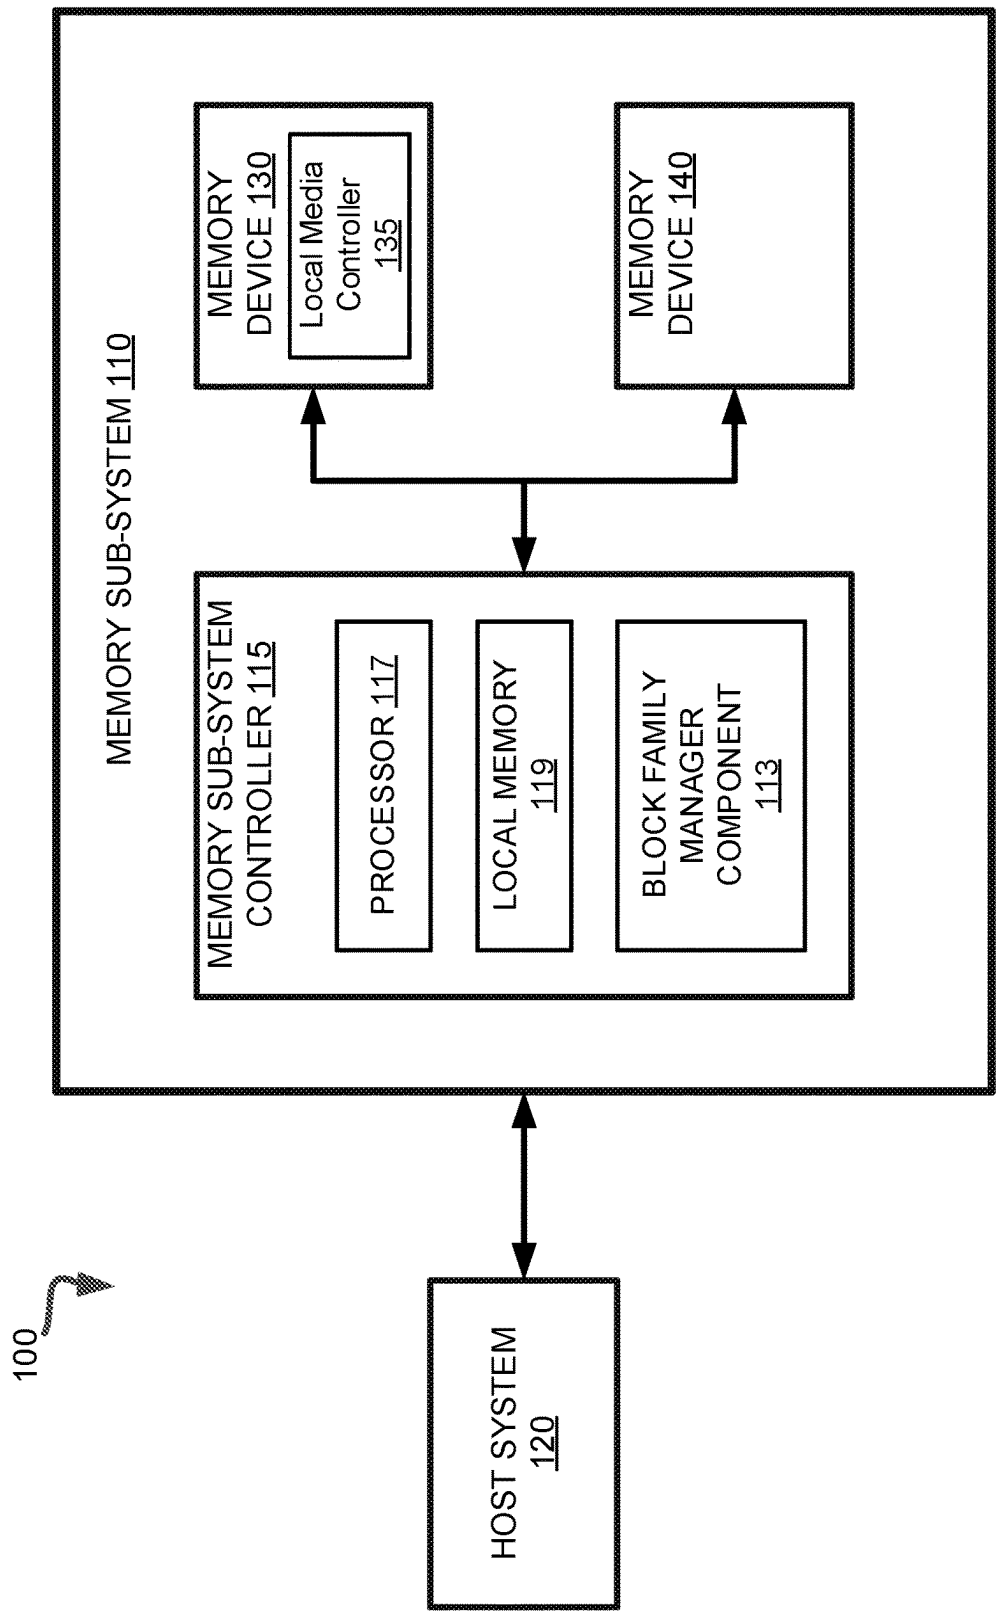 100
HOST SYSTEM
120
MEMORY SUB-SYSTEM 110
MEMORY SUB-SYSTEM
CONTROLLER 115
PROCESSOR 117
LOCAL MEMORY
119
BLOCK FAMILY
MANAGER
COMPONENT
113
MEMORY
DEVICE 130
Local Media
Controller
135
MEMORY
DEVICE 140